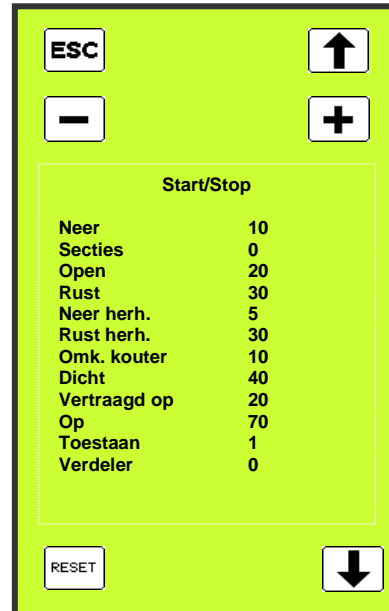 ESC
Start/Stop
Neer 10
Secties 0
Open 20
Rust 30
Neer herh. 5
Rust herh. 30
Omk. kouter 10
Dicht 40
Vertraagd op 20
Op 70
Toestaan 1
Verdeler 0
RESET